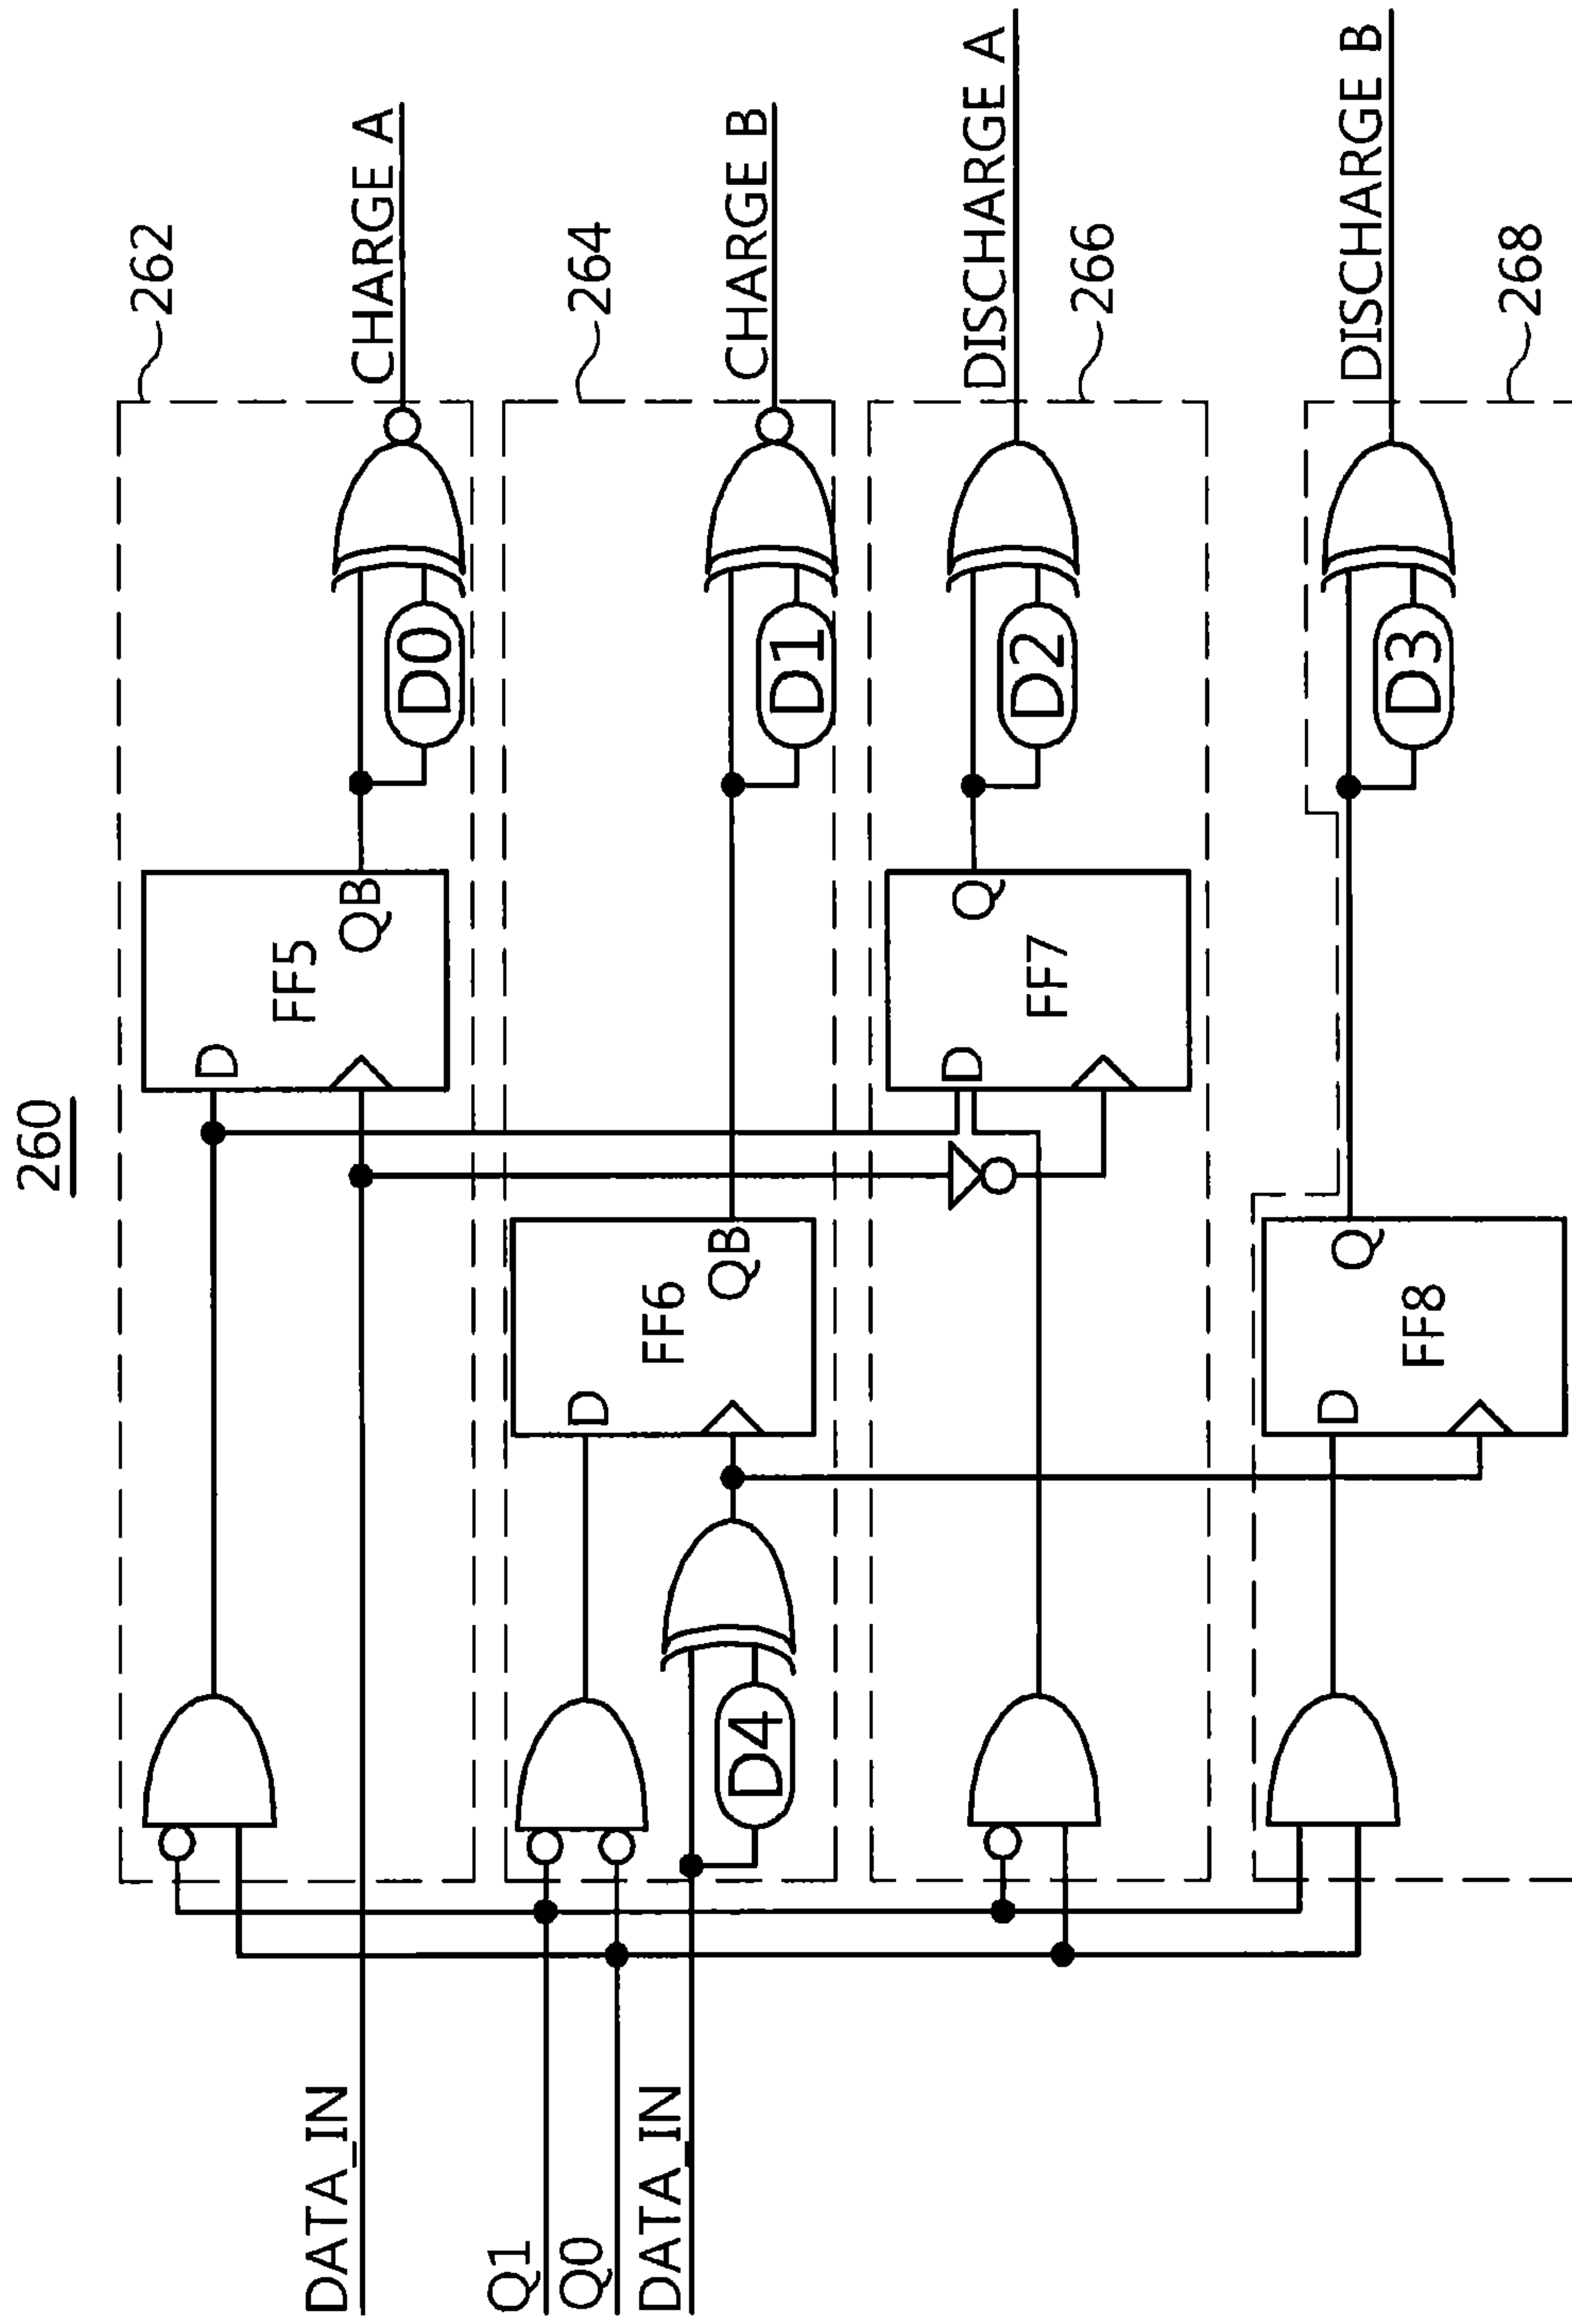 260
262
264
266
268
CHARGE A
CHARGE B
DISCHARGE A
DISCHARGE B
D0
D1
D2
D3
D4
D
FF5
QB
D
FF6
QB
D
FF7
Q
D
FF8
Q
DATA_IN
Q1
Q0
DATA_IN